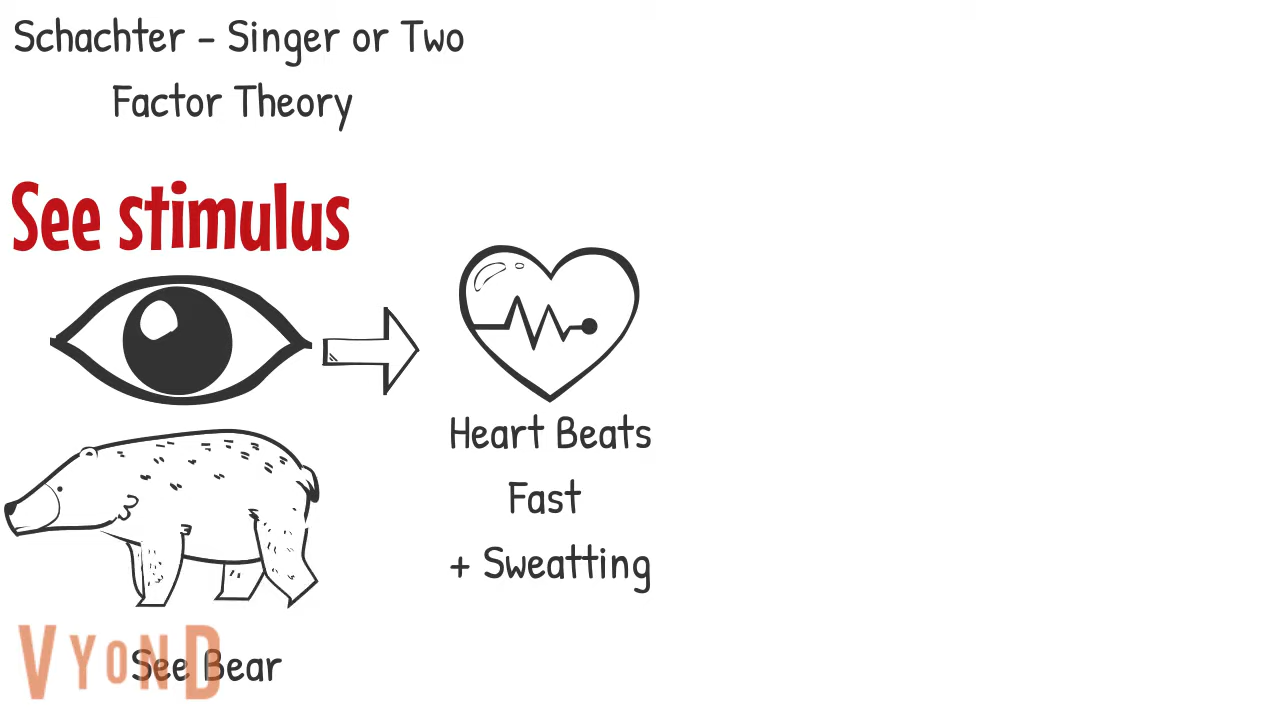 Schachter - Singer or Two
Factor Theory
See stimulus
Heart Beats
Fast
+ Sweatting
See Bear
VYOND